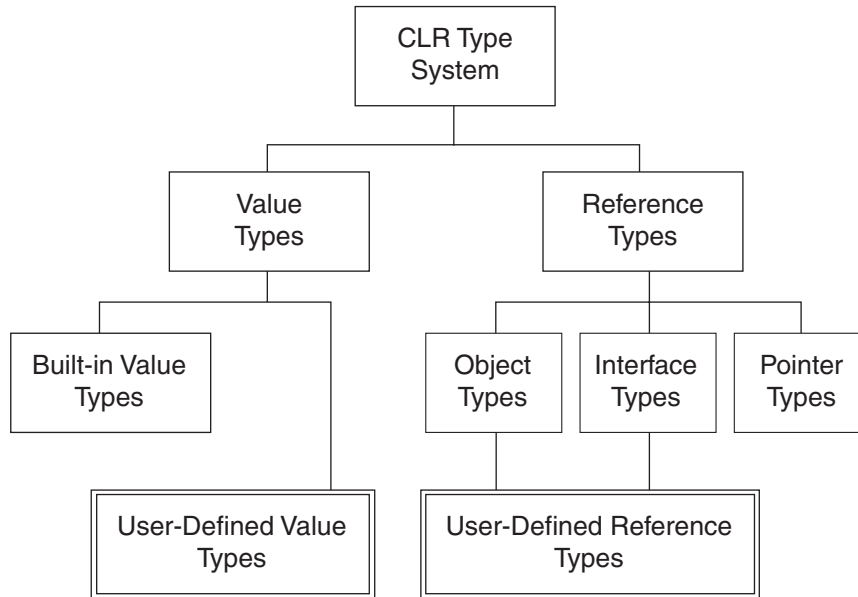 CLR Type
System
Value
Types
Reference
Types
Built-in Value
Types
Object
Types
Interface
Types
Pointer
Types
User-Defined Value
Types
User-Defined Reference
Types